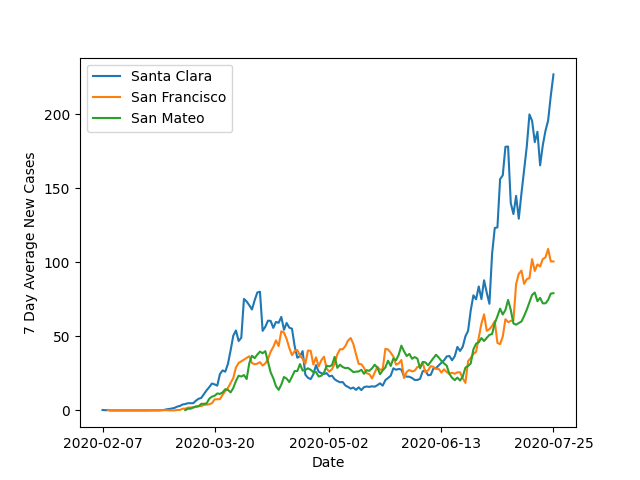 Santa Clara
San Francisco
San Mateo
200
150
100
50
0
7 Day Average New Cases
2020-02-07
2020-03-20
2020-05-02
2020-06-13
2020-07-25
Date